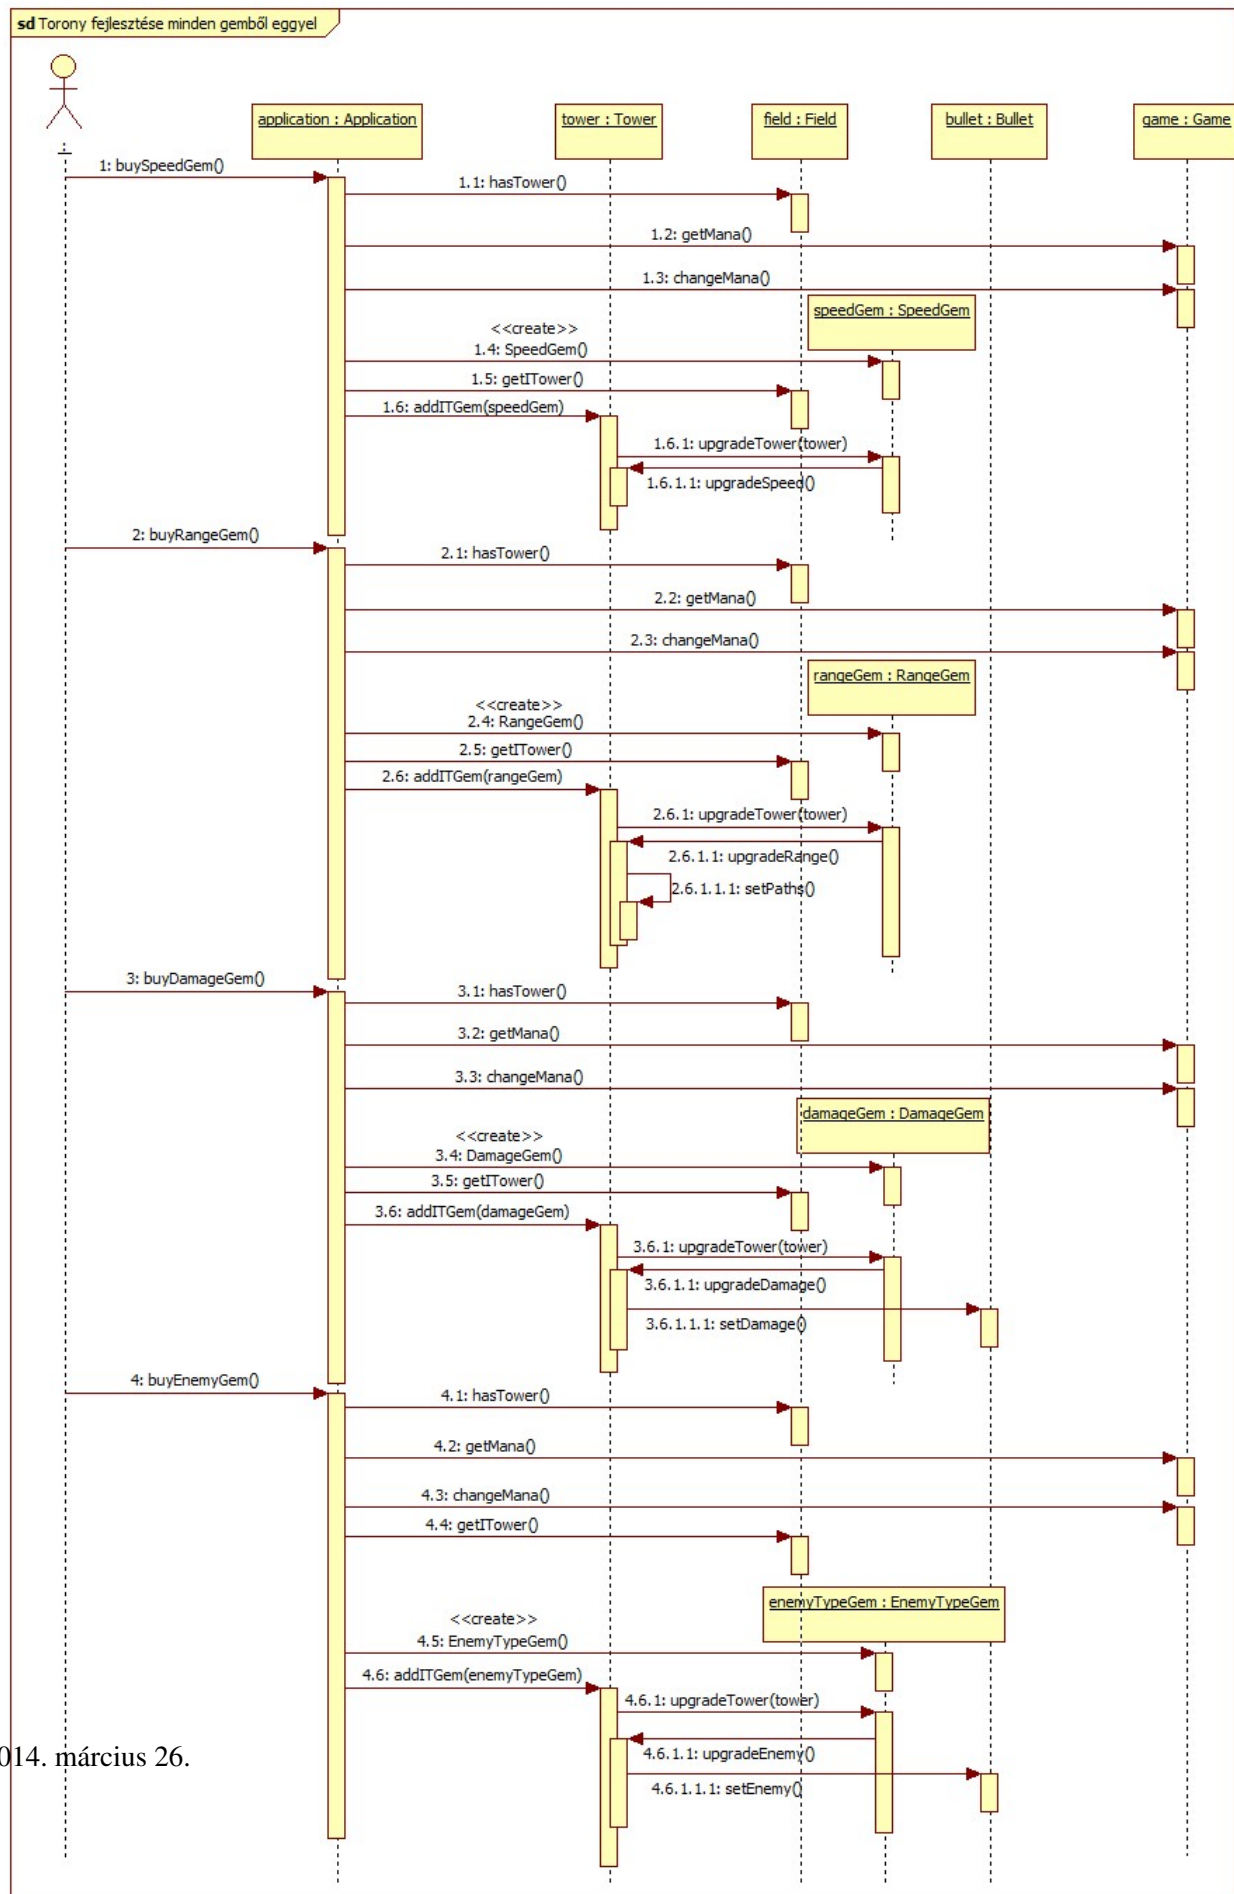 sd Torony fejlesztése minden gemből eggyel
:
application : Application
tower : Tower
field : Field
bullet : Bullet
game : Game
1: buySpeedGem()
1.1: hasTower()
1.2: getMana()
1.3: changeMana()
speedGem : SpeedGem
<<create>>
1.4: SpeedGem()
1.5: getITower()
1.6: addITGem(speedGem)
1.6.1: upgradeTower(tower)
1.6.1.1: upgradeSpeed()
2: buyRangeGem()
2.1: hasTower()
2.2: getMana()
2.3: changeMana()
rangeGem : RangeGem
<<create>>
2.4: RangeGem()
2.5: getITower()
2.6: addITGem(rangeGem)
2.6.1: upgradeTower(tower)
2.6.1.1: upgradeRange()
2.6.1.1.1: setPaths()
3: buyDamageGem()
3.1: hasTower()
3.2: getMana()
3.3: changeMana()
damageGem : DamageGem
<<create>>
3.4: DamageGem()
3.5: getITower()
3.6: addITGem(damageGem)
3.6.1: upgradeTower(tower)
3.6.1.1: upgradeDamage()
3.6.1.1.1: setDamage()
4: buyEnemyGem()
4.1: hasTower()
4.2: getMana()
4.3: changeMana()
4.4: getITower()
enemyTypeGem : EnemyTypeGem
<<create>>
4.5: EnemyTypeGem()
4.6: addITGem(enemyTypeGem)
4.6.1: upgradeTower(tower)
4.6.1.1: upgradeEnemy()
4.6.1.1.1: setEnemy()
014. március 26.